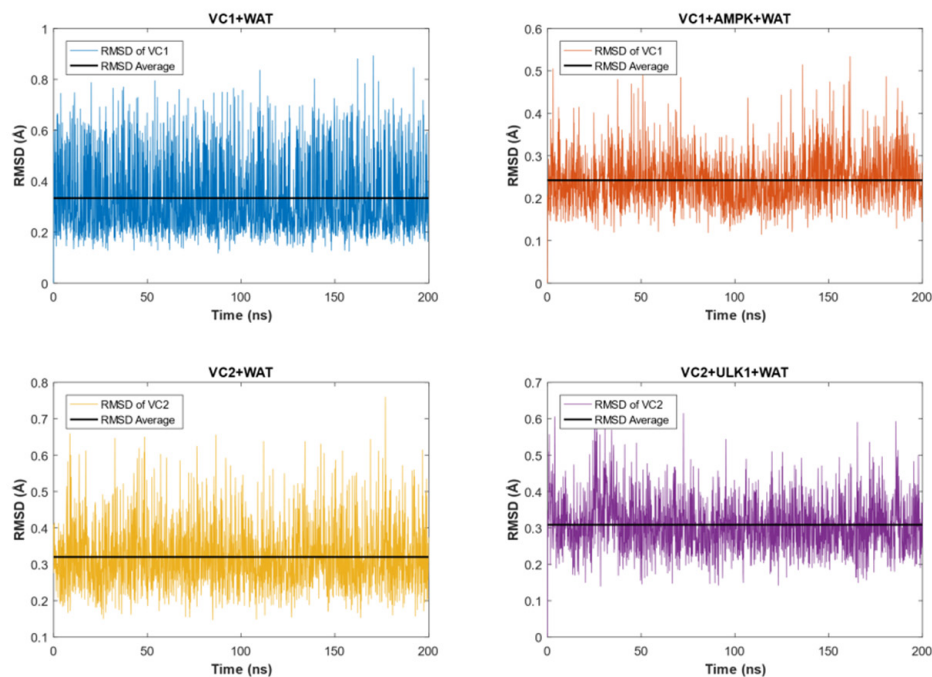 VC1+WAT
RMSD (Å)
1
0.8
0.6
0.4
0.2
0
RMSD of VC1
RMSD Average
0 50 100 150 200
Time (ns)
VC1+AMPK+WAT
RMSD (Å)
0.6
0.5
0.4
0.3
0.2
0.1
0
RMSD of VC1
RMSD Average
0 50 100 150 200
Time (ns)
VC2+WAT
RMSD (Å)
0.8
0.7
0.6
0.5
0.4
0.3
0.2
0.1
RMSD of VC2
RMSD Average
0 50 100 150 200
Time (ns)
VC2+ULK1+WAT
RMSD (Å)
0.7
0.6
0.5
0.4
0.3
0.2
0.1
0
RMSD of VC2
RMSD Average
0 50 100 150 200
Time (ns)